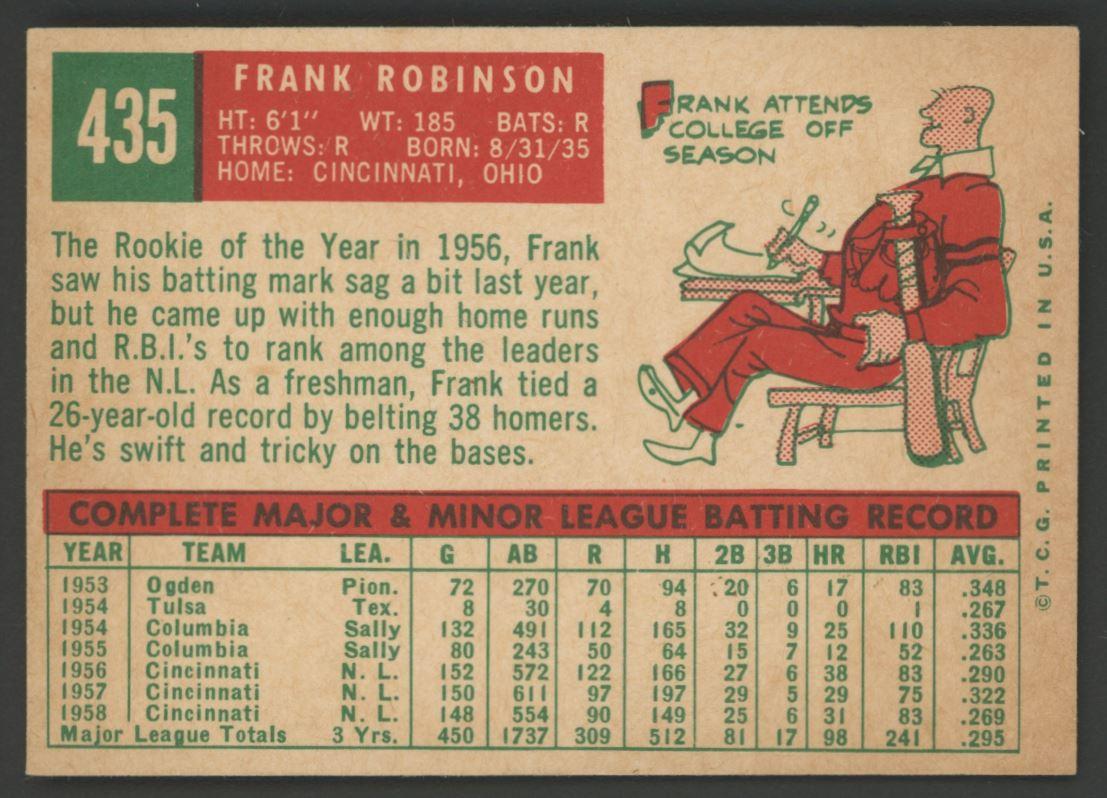 435
FRANK ROBINSON
HT: 6'1" WT: 185 BATS: R
THROWS: R BORN: 8/31/35
HOME: CINCINNATI, OHIO
FRANK ATTENDS
COLLEGE OFF
SEASON
The Rookie of the Year in 1956, Frank
saw his batting mark sag a bit last year,
but he came up with enough home runs
and R.B.I.'s to rank among the leaders
in the N.L. As a freshman, Frank tied a
26-year-old record by belting 38 homers.
He's swift and tricky on the bases.
COMPLETE MAJOR & MINOR LEAGUE BATTING RECORD
YEAR TEAM LEA. G AB R H 2B 3B HR RBI AVG.
1953 Ogden Pion. 72 270 70 94 20 6 17 83 .348
1954 Tulsa Tex. 8 30 4 8 0 0 0 1 .267
1954 Columbia Sally 132 491 112 165 32 9 25 110 .336
1955 Columbia Sally 80 243 50 64 15 7 12 52 .263
1956 Cincinnati N. L. 152 572 122 166 27 6 38 83 .290
1957 Cincinnati N. L. 150 611 97 197 29 5 29 75 .322
1958 Cincinnati N. L. 148 554 90 149 25 6 31 83 .269
Major League Totals 3 Yrs. 450 1737 309 512 81 17 98 241 .295
© T. C. G. PRINTED IN U.S.A.